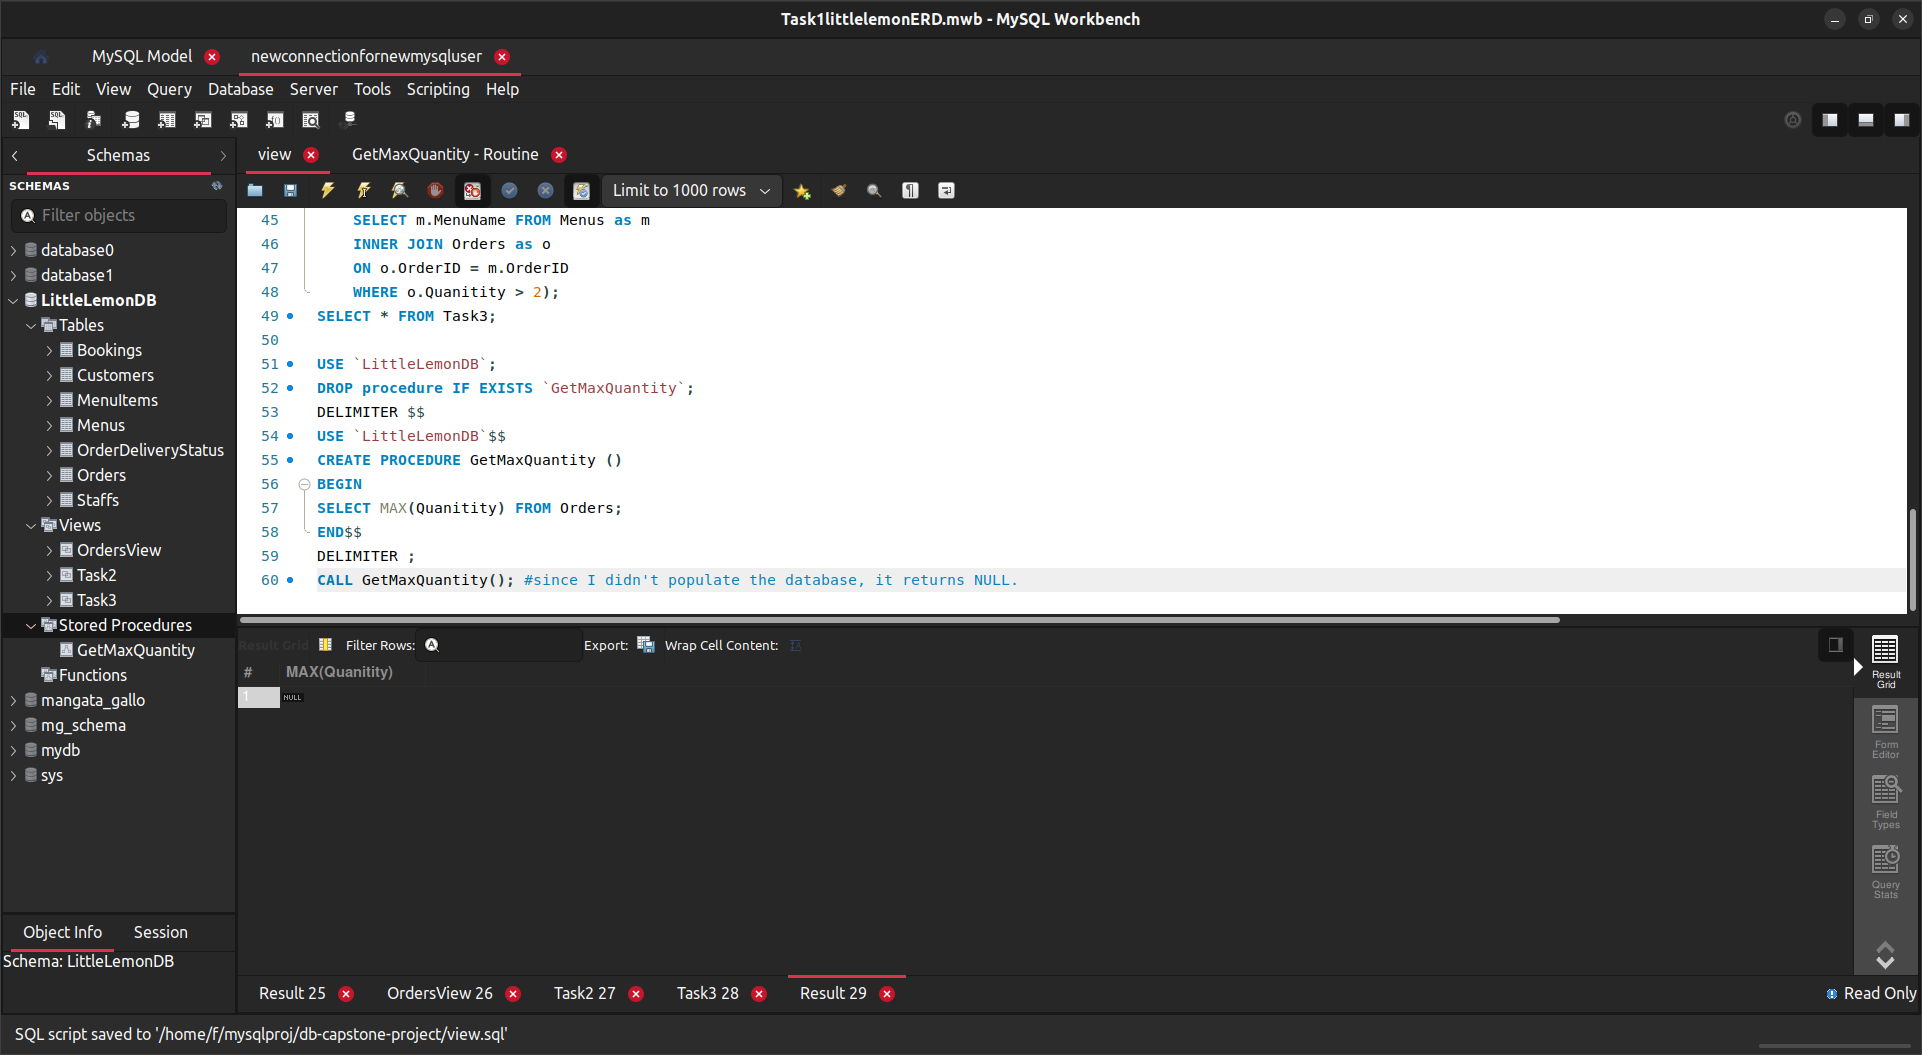 Task1littlelemonERD.mwb - MySQL Workbench
MySQL Model
newconnectionfornewmysqluser
File Edit View Query Database Server Tools Scripting Help
Schemas
SCHEMAS
Filter objects
database0
database1
LittleLemonDB
Tables
Bookings
Customers
MenuItems
Menus
OrderDeliveryStatus
Orders
Staffs
Views
OrdersView
Task2
Task3
Stored Procedures
GetMaxQuantity
Functions
mangata_gallo
mg_schema
mydb
sys
Object Info Session
Schema: LittleLemonDB
view
GetMaxQuantity - Routine
Limit to 1000 rows
45 SELECT m.MenuName FROM Menus as m
46 INNER JOIN Orders as o
47 ON o.OrderID = m.OrderID
48 WHERE o.Quanitity > 2);
49 SELECT * FROM Task3;
50
51 USE `LittleLemonDB`;
52 DROP procedure IF EXISTS `GetMaxQuantity`;
53 DELIMITER $$
54 USE `LittleLemonDB`$$
55 CREATE PROCEDURE GetMaxQuantity ()
56 BEGIN
57 SELECT MAX(Quanitity) FROM Orders;
58 END$$
59 DELIMITER ;
60 CALL GetMaxQuantity(); #since I didn't populate the database, it returns NULL.
Result Grid Filter Rows: Export: Wrap Cell Content:
# MAX(Quanitity)
1 NULL
Result Grid
Form Editor
Field Types
Query Stats
Result 25 OrdersView 26 Task2 27 Task3 28 Result 29 Read Only
SQL script saved to '/home/f/mysqlproj/db-capstone-project/view.sql'